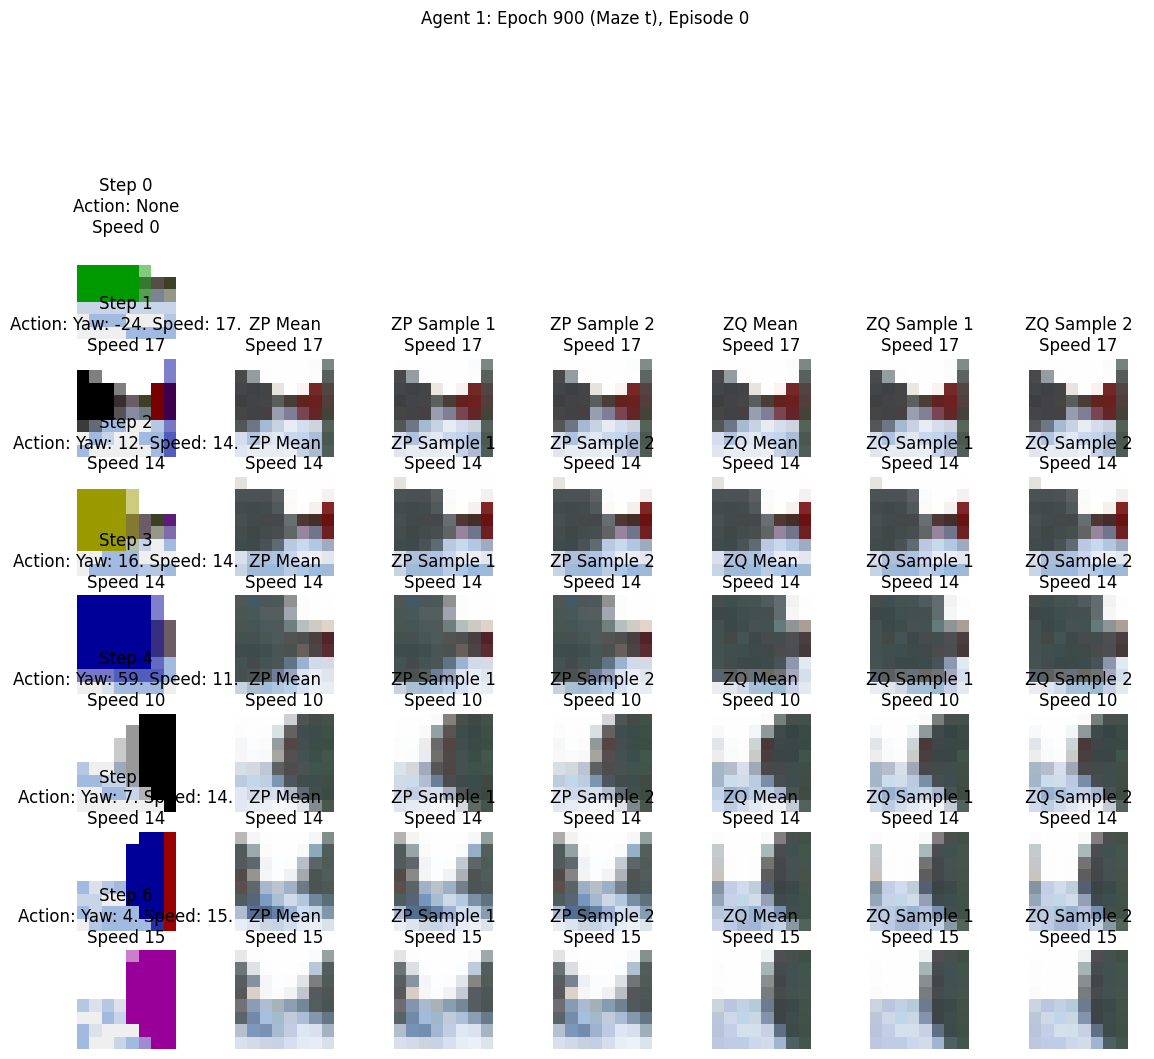 Agent 1: Epoch 900 (Maze t), Episode 0
Step 0
Action: None
Speed 0
Step 1
Action: Yaw: -24. Speed: 17.
Speed 17
ZP Mean
Speed 17
ZP Sample 1
Speed 17
ZP Sample 2
Speed 17
ZQ Mean
Speed 17
ZQ Sample 1
Speed 17
ZQ Sample 2
Speed 17
Step 2
Action: Yaw: 12. Speed: 14.
Speed 14
ZP Mean
Speed 14
ZP Sample 1
Speed 14
ZP Sample 2
Speed 14
ZQ Mean
Speed 14
ZQ Sample 1
Speed 14
ZQ Sample 2
Speed 14
Step 3
Action: Yaw: 16. Speed: 14.
Speed 14
ZP Mean
Speed 14
ZP Sample 1
Speed 14
ZP Sample 2
Speed 14
ZQ Mean
Speed 14
ZQ Sample 1
Speed 14
ZQ Sample 2
Speed 14
Step 4
Action: Yaw: 59. Speed: 11.
Speed 10
ZP Mean
Speed 10
ZP Sample 1
Speed 10
ZP Sample 2
Speed 10
ZQ Mean
Speed 10
ZQ Sample 1
Speed 10
ZQ Sample 2
Speed 10
Step
Action: Yaw: 7. Speed: 14.
Speed 14
ZP Mean
Speed 14
ZP Sample 1
Speed 14
ZP Sample 2
Speed 14
ZQ Mean
Speed 14
ZQ Sample 1
Speed 14
ZQ Sample 2
Speed 14
Step 6
Action: Yaw: 4. Speed: 15.
Speed 15
ZP Mean
Speed 15
ZP Sample 1
Speed 15
ZP Sample 2
Speed 15
ZQ Mean
Speed 15
ZQ Sample 1
Speed 15
ZQ Sample 2
Speed 15